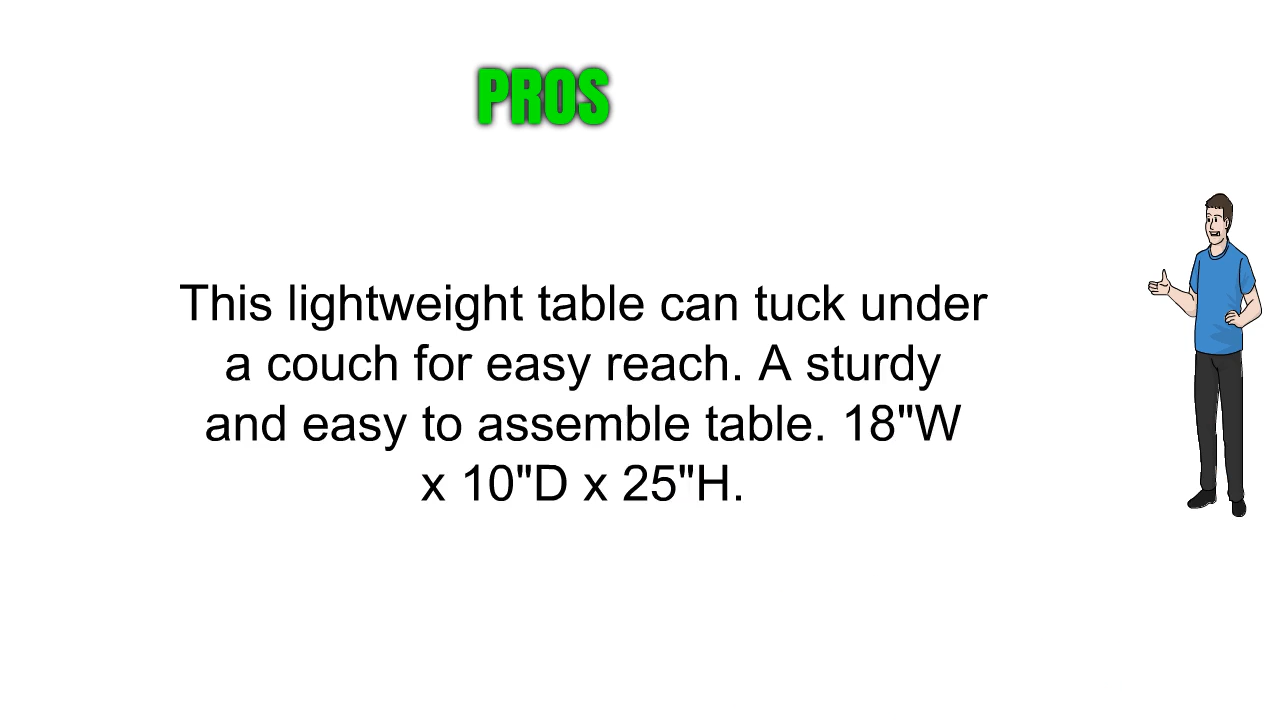 PROS
This lightweight table can tuck under
a couch for easy reach. A sturdy
and easy to assemble table. 18"W
x 10"D x 25"H.